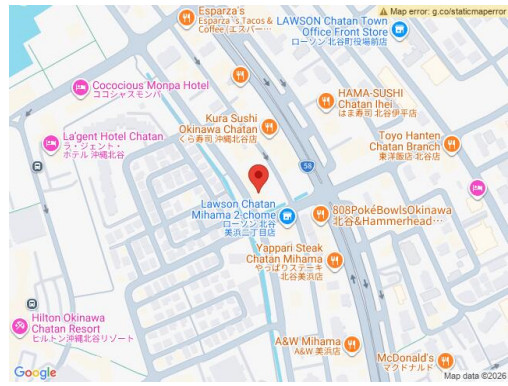 Esparza's
Esparza's Tacos &
Coffee (エスパー…
Map error: g.co/staticmaperror
LAWSON Chatan Town
Office Front Store
ローソン 北谷町役場前店
Cococious Monpa Hotel
ココシャスモンパ
HAMA-SUSHI
Chatan Ihei
はま寿司 北谷伊平店
Kura Sushi
Okinawa Chatan
くら寿司 沖縄北谷店
La'gent Hotel Chatan
ラ・ジェント・
ホテル 沖縄北谷
Toyo Hanten
Chatan Branch
東洋飯店 北谷店
58
Lawson Chatan
Mihama 2-chome
ローソン 北谷
美浜二丁目店
808PokéBowlsOkinawa
北谷&Hammerhead…
Yappari Steak
Chatan Mihama
やっぱりステーキ
北谷美浜店
Hilton Okinawa
Chatan Resort
ヒルトン沖縄北谷リゾート
A&W Mihama
A&W 美浜店
McDonald's
マクドナルド
Google
Map data ©2026